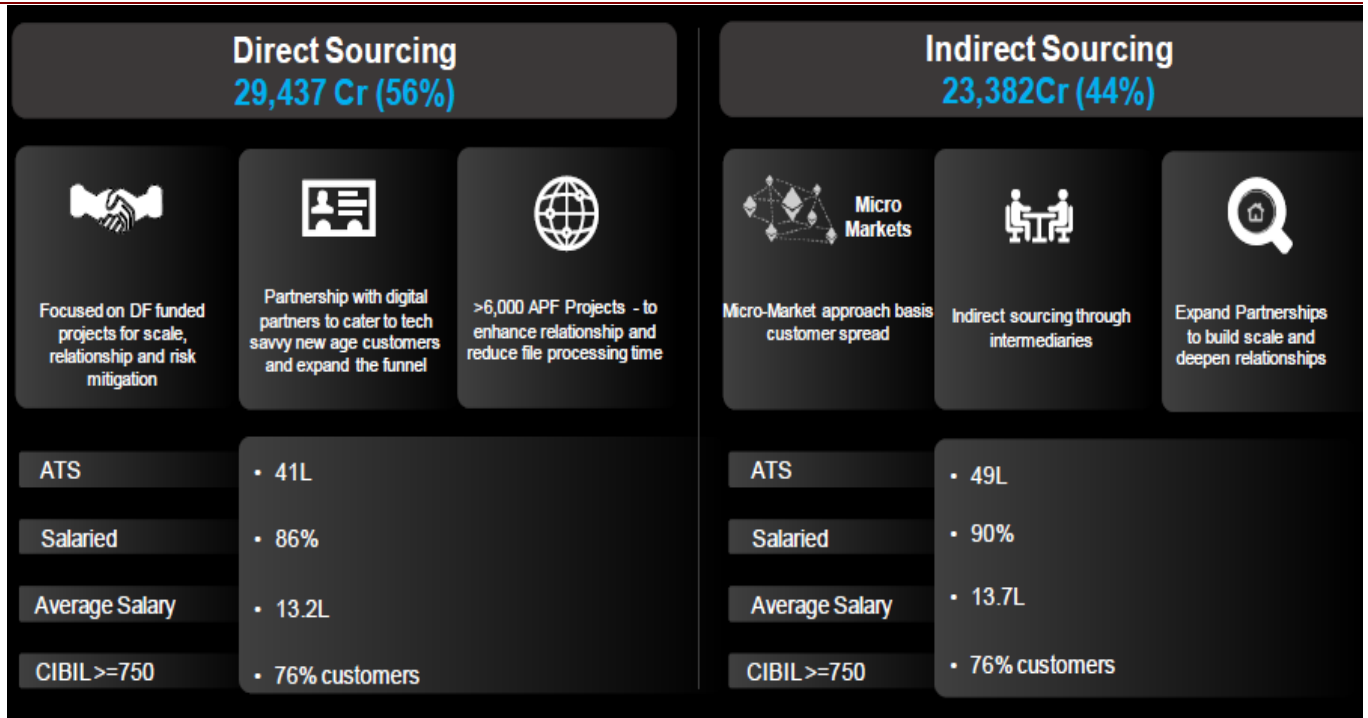 Direct Sourcing
29,437 Cr (56%)
Focused on DF funded
projects for scale,
relationship and risk
mitigation
Partnership with digital
partners to cater to tech
savvy new age customers
and expand the funnel
>6,000 APF Projects - to
enhance relationship and
reduce file processing time
ATS
• 41L
Salaried
• 86%
Average Salary
• 13.2L
CIBIL>=750
• 76% customers
Indirect Sourcing
23,382Cr (44%)
Micro
Markets
Micro-Market approach basis
customer spread
Indirect sourcing through
intermediaries
Expand Partnerships
to build scale and
deepen relationships
ATS
• 49L
Salaried
• 90%
Average Salary
• 13.7L
CIBIL>=750
• 76% customers